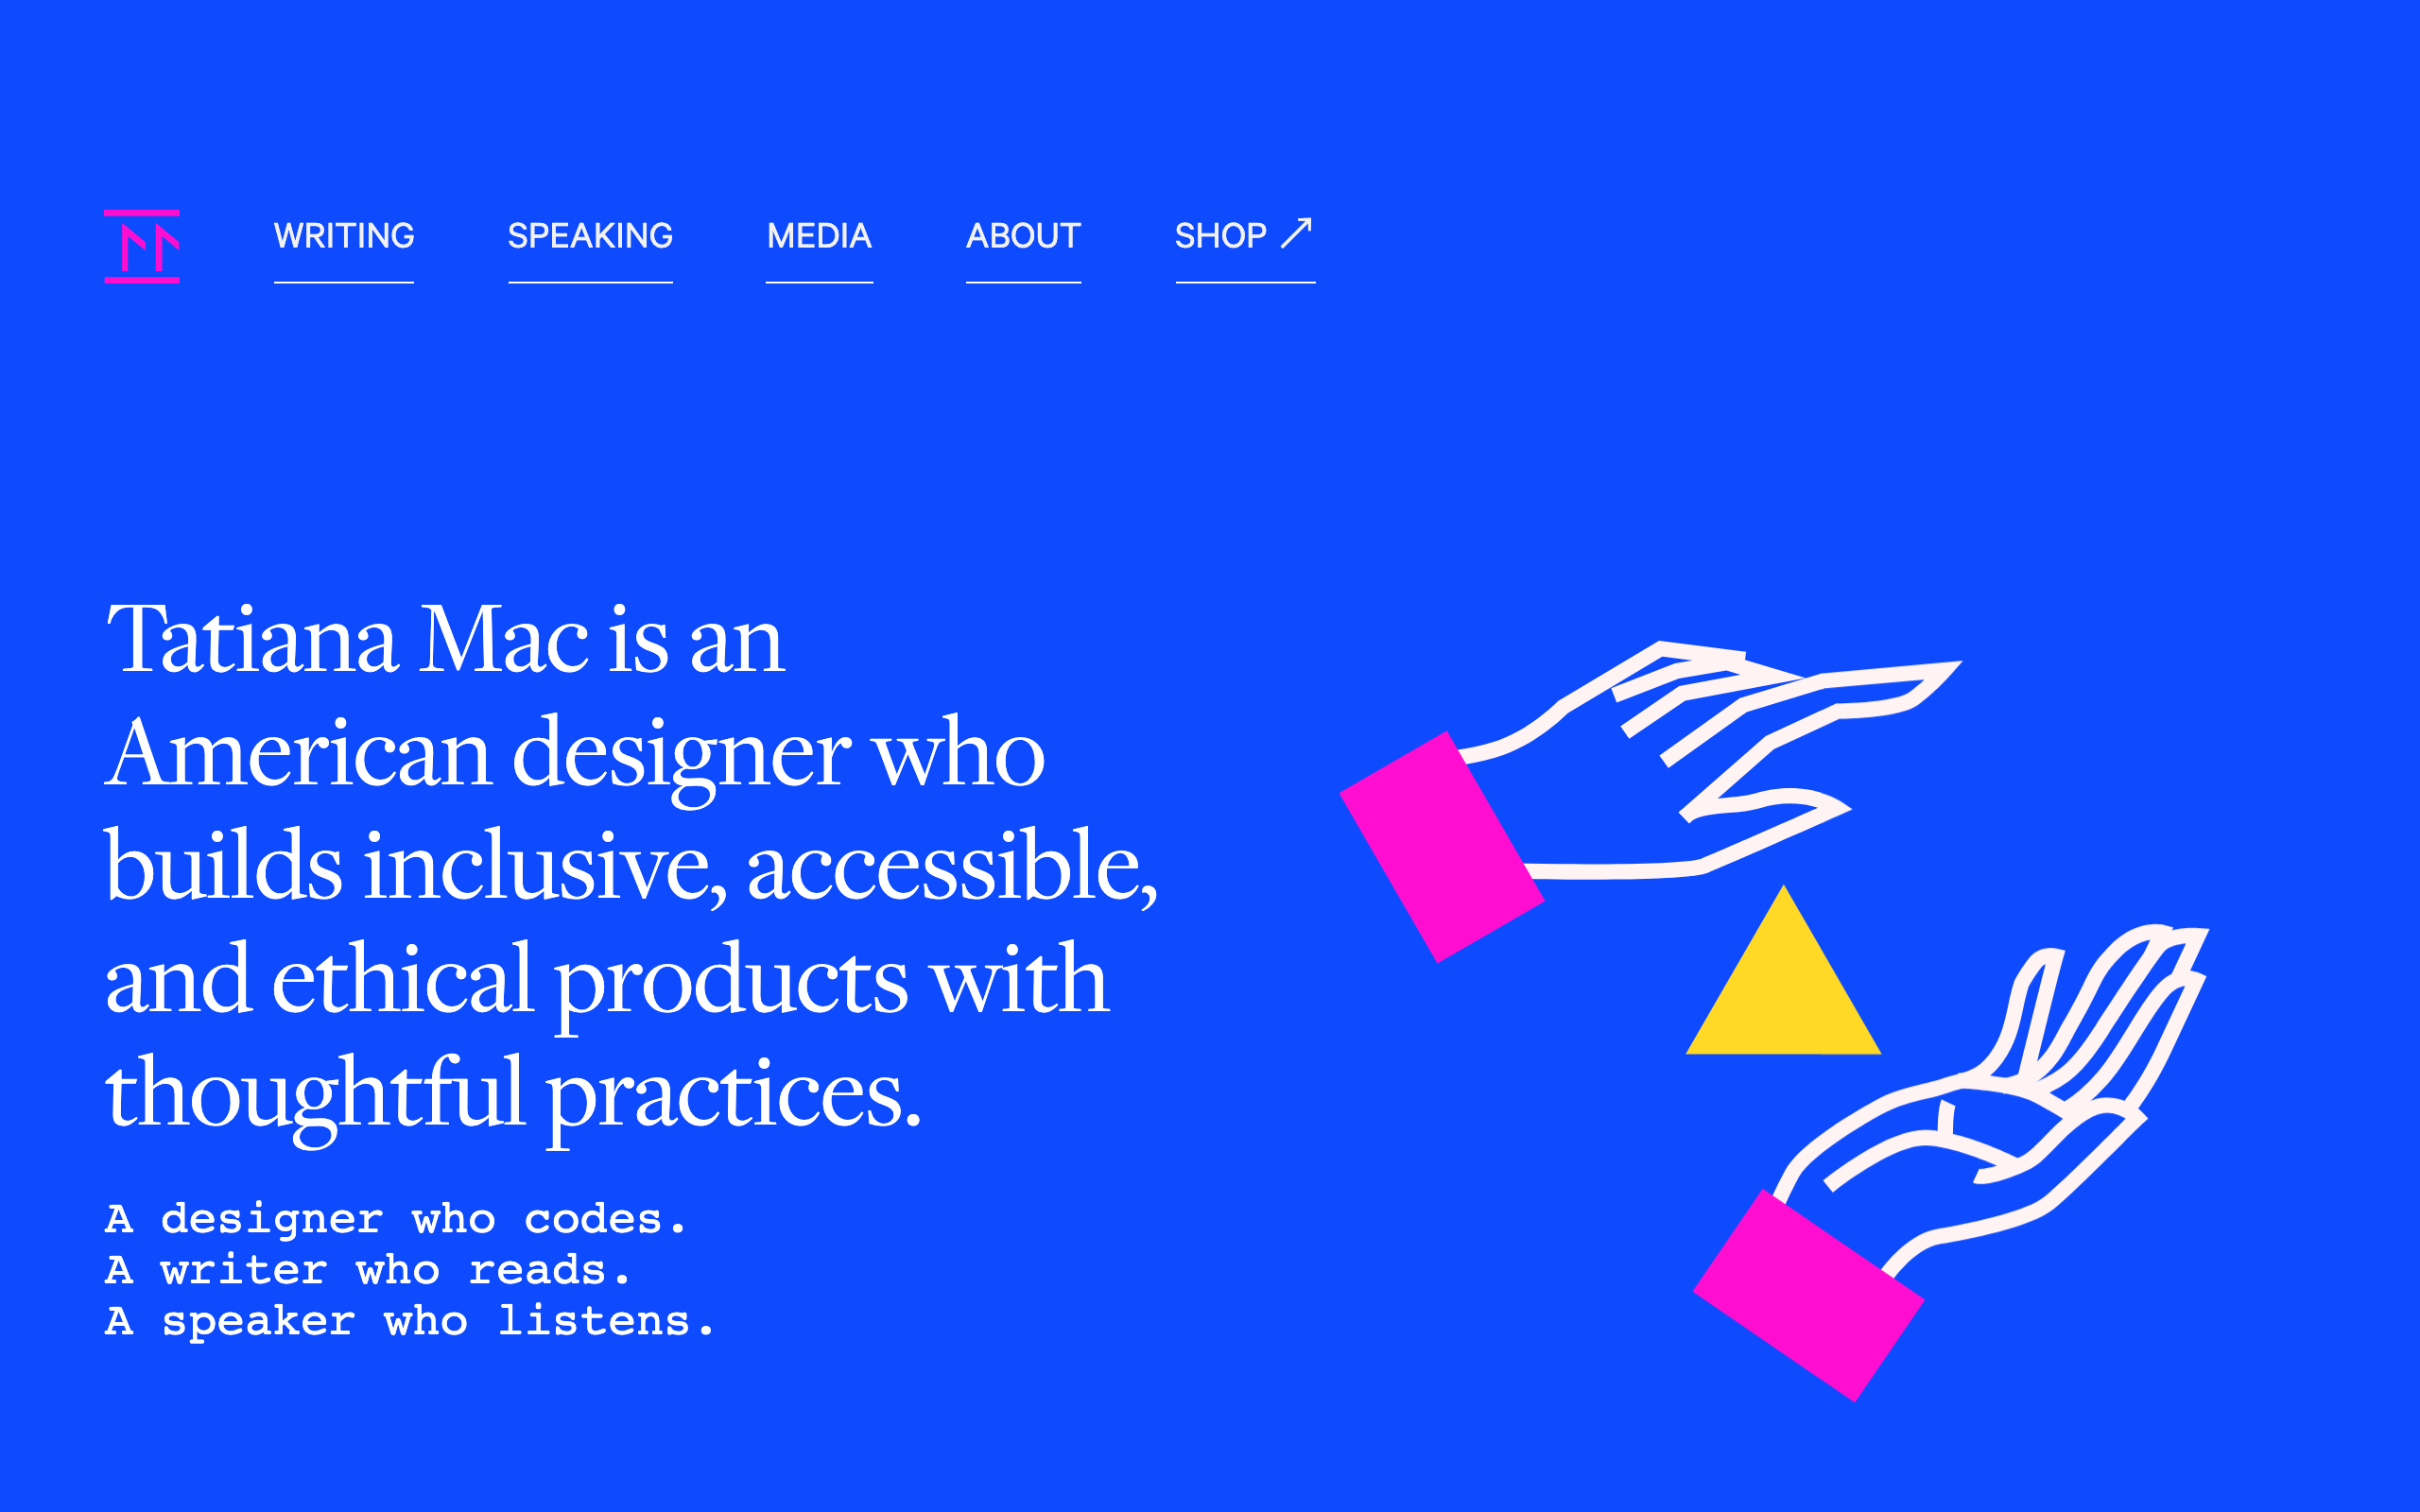 WRITING
SPEAKING
MEDIA
ABOUT
SHOP ↗
Tatiana Mac is an
American designer who
builds inclusive, accessible,
and ethical products with
thoughtful practices.
A designer who codes.
A writer who reads.
A speaker who listens.